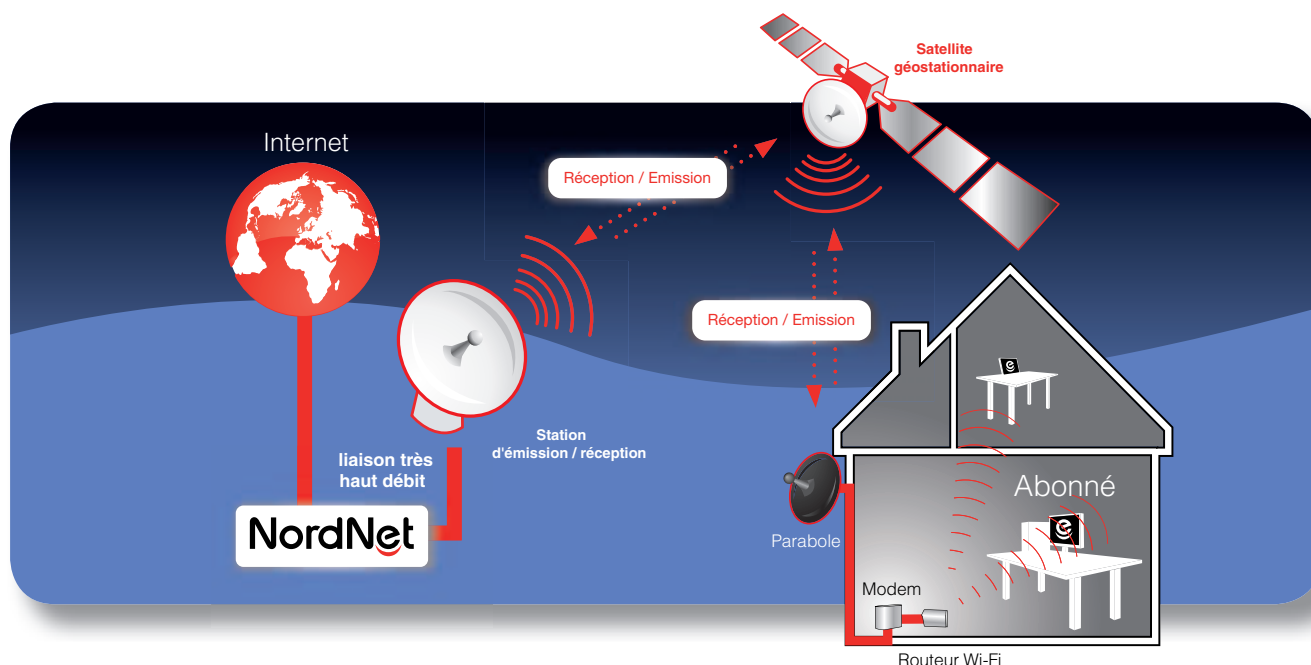 Satellite
géostationnaire
Internet
Réception / Emission
Réception / Emission
Station
d'émission / réception
liaison très
haut débit
NordNet
Abonné
Parabole
Modem
Routeur Wi-Fi